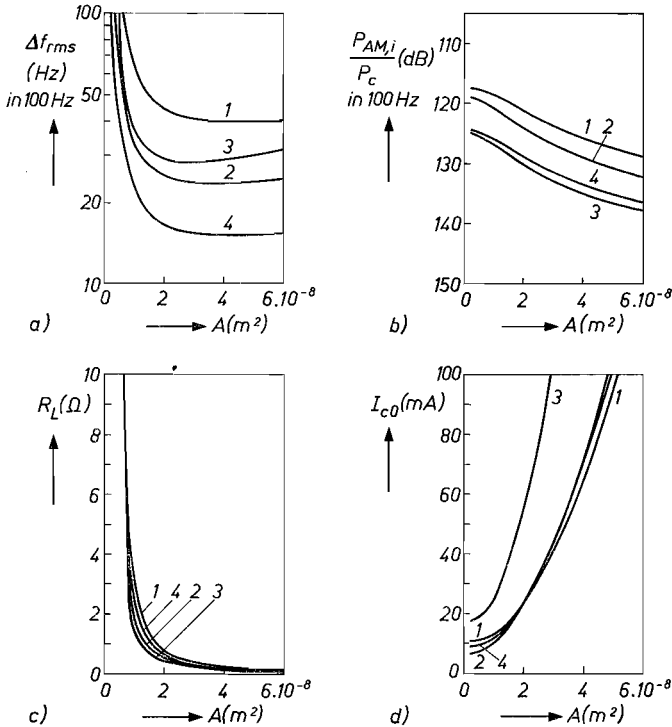 100
Δf_rms
(Hz)
in 100 Hz
50
20
10
1
3
2
4
0 2 4 6.10⁻⁸
a) A(m²)
110
P_AM,i / P_c (dB)
in 100 Hz
120
130
140
150
1 2
4
3
0 2 4 6.10⁻⁸
b) A(m²)
10
R_L(Ω)
8
6
4
2
0
1 4 2 3
0 2 4 6.10⁻⁸
c) A(m²)
100
I_c0(mA)
80
60
40
20
0
3
1
1
2
4
0 2 4 6.10⁻⁸
d) A(m²)